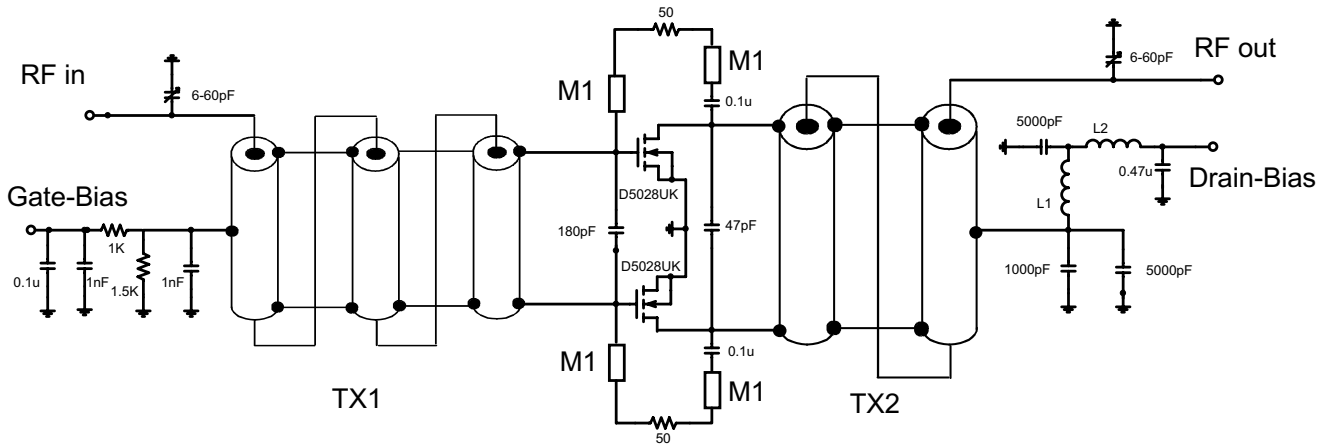 50
M1
M1
0.1u
RF in
6-60pF
RF out
6-60pF
5000pF
L2
0.47u
Drain-Bias
L1
Gate-Bias
D5028UK
1K
180pF
47pF
0.1u
1nF
1.5K
1nF
D5028UK
1000pF
5000pF
0.1u
M1
M1
TX1
TX2
50